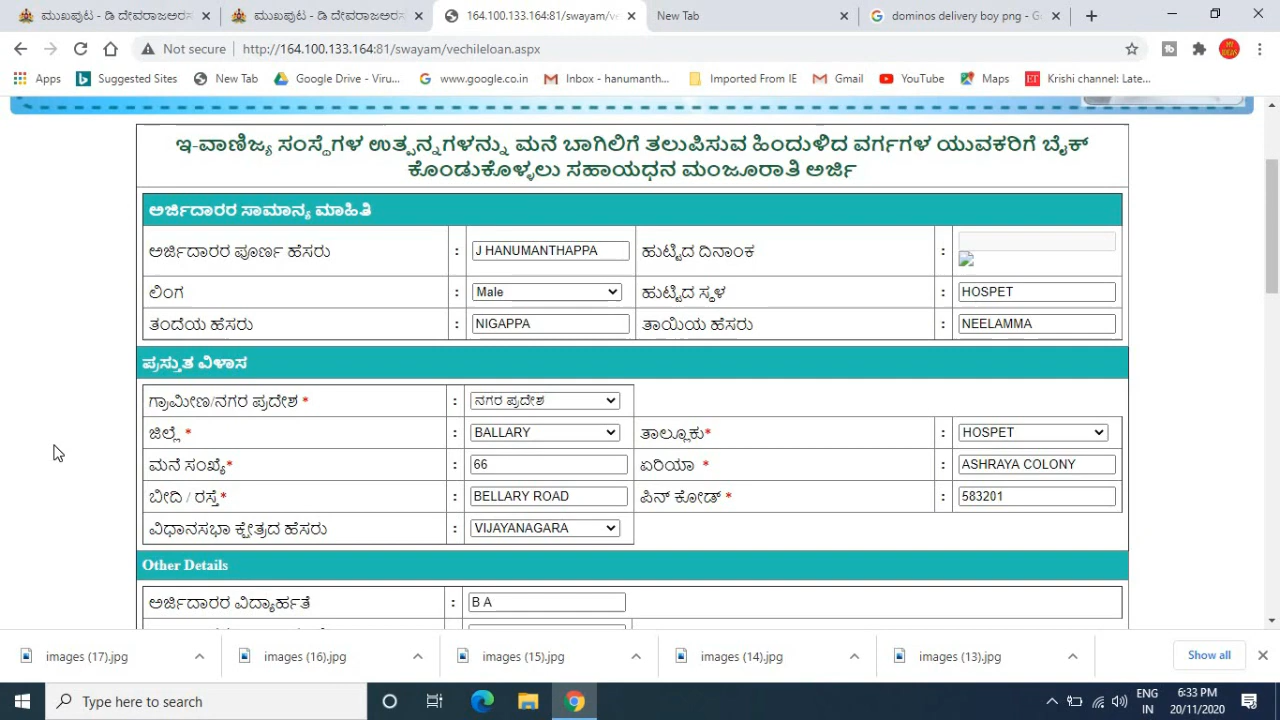 ಮುಖಪುಟ - ಡಿ ದೇವರಾಜಅರಸ
ಮುಖಪುಟ - ಡಿ ದೇವರಾಜಅರಸ
164.100.133.164:81/swayam/ve
New Tab
dominos delivery boy png - G
Not secure
http://164.100.133.164:81/swayam/vechileloan.aspx
Apps
Suggested Sites
New Tab
Google Drive - Viru...
www.google.co.in
Inbox - hanumanth...
Imported From IE
Gmail
YouTube
Maps
Krishi channel: Late...
ಇ-ವಾಣಿಜ್ಯ ಸಂಸ್ಥೆಗಳ ಉತ್ಪನ್ನಗಳನ್ನು ಮನೆ ಬಾಗಿಲಿಗೆ ತಲುಪಿಸುವ ಹಿಂದುಳಿದ ವರ್ಗಗಳ ಯುವಕರಿಗೆ ಬೈಕ್
ಕೊಂಡುಕೊಳ್ಳಲು ಸಹಾಯಧನ ಮಂಜೂರಾತಿ ಅರ್ಜಿ
ಅರ್ಜಿದಾರರ ಸಾಮಾನ್ಯ ಮಾಹಿತಿ
ಅರ್ಜಿದಾರರ ಪೂರ್ಣ ಹೆಸರು : J HANUMANTHAPPA ಹುಟ್ಟಿದ ದಿನಾಂಕ :
ಲಿಂಗ : Male ಹುಟ್ಟಿದ ಸ್ಥಳ : HOSPET
ತಂದೆಯ ಹೆಸರು : NIGAPPA ತಾಯಿಯ ಹೆಸರು : NEELAMMA
ಪ್ರಸ್ತುತ ವಿಳಾಸ
ಗ್ರಾಮೀಣ/ನಗರ ಪ್ರದೇಶ * : ನಗರ ಪ್ರದೇಶ
ಜಿಲ್ಲೆ * : BALLARY ತಾಲ್ಲೂಕು* : HOSPET
ಮನೆ ಸಂಖ್ಯೆ* : 66 ಏರಿಯಾ * : ASHRAYA COLONY
ಬೀದಿ / ರಸ್ತೆ* : BELLARY ROAD ಪಿನ್ ಕೋಡ್ * : 583201
ವಿಧಾನಸಭಾ ಕ್ಷೇತ್ರದ ಹೆಸರು : VIJAYANAGARA
Other Details
ಅರ್ಜಿದಾರರ ವಿದ್ಯಾರ್ಹತೆ : B A
images (17).jpg
images (16).jpg
images (15).jpg
images (14).jpg
images (13).jpg
Show all
Type here to search
ENG
IN
6:33 PM
20/11/2020